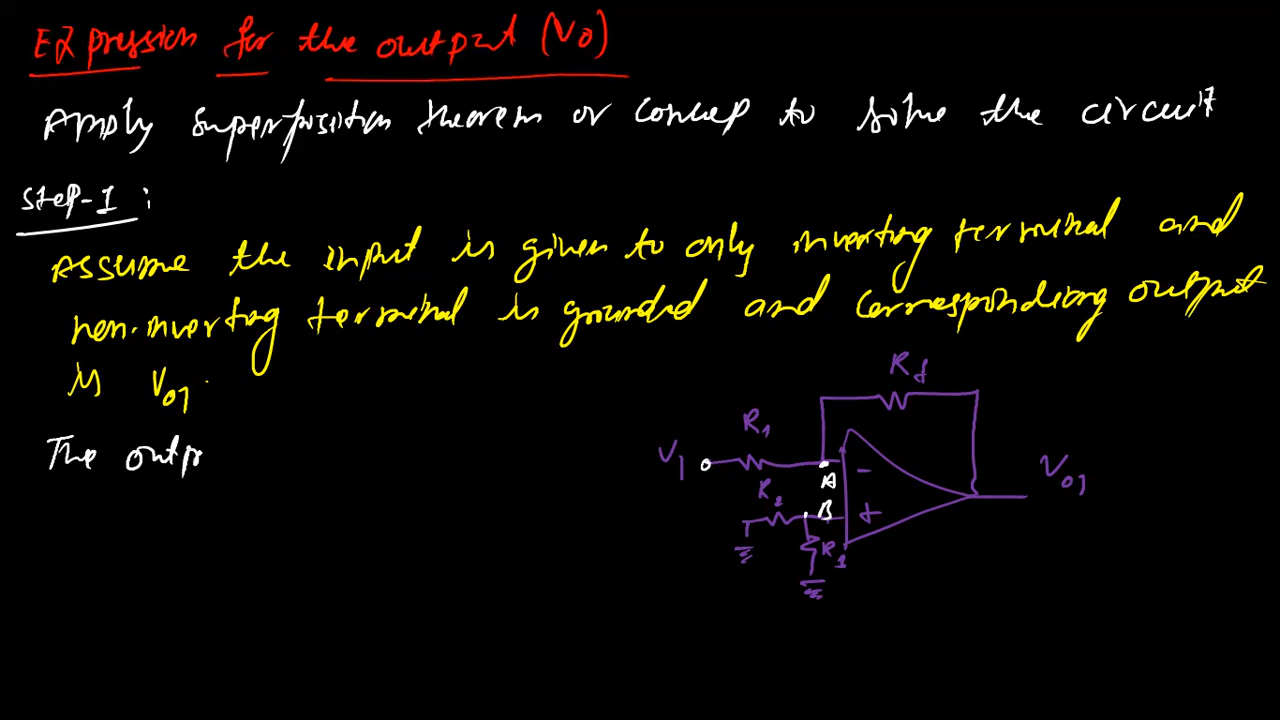 Expression for the output (V0)
Apply superposition theorem or concep to solve the circuit
Step-1 :
Assume the input is given to only inverting terminal and
non-inverting terminal is grounded and corresponding output
is V01.
The outp
Rf
R1
V1
A
-
V01
R2
B
+
R3